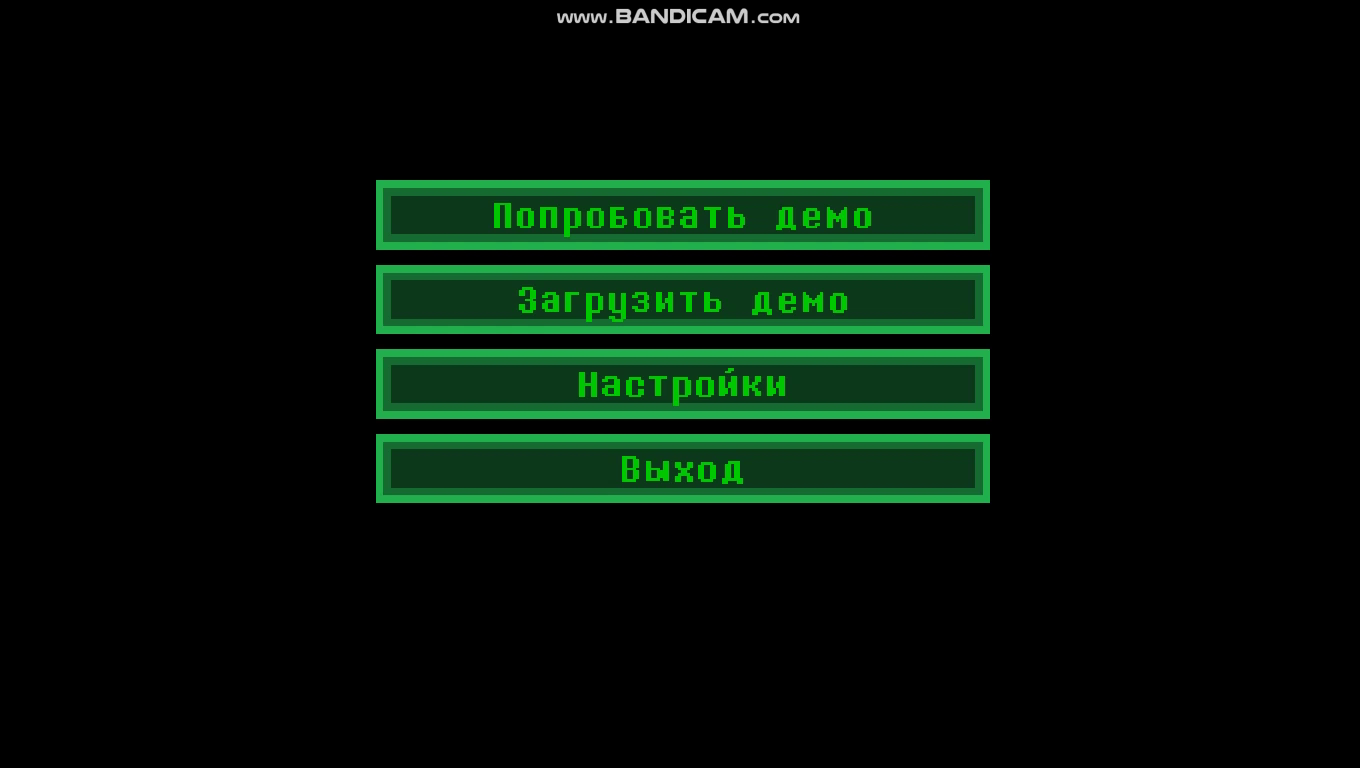 www.BANDICAM.com
Попробовать демо
Загрузить демо
Настройки
Выход